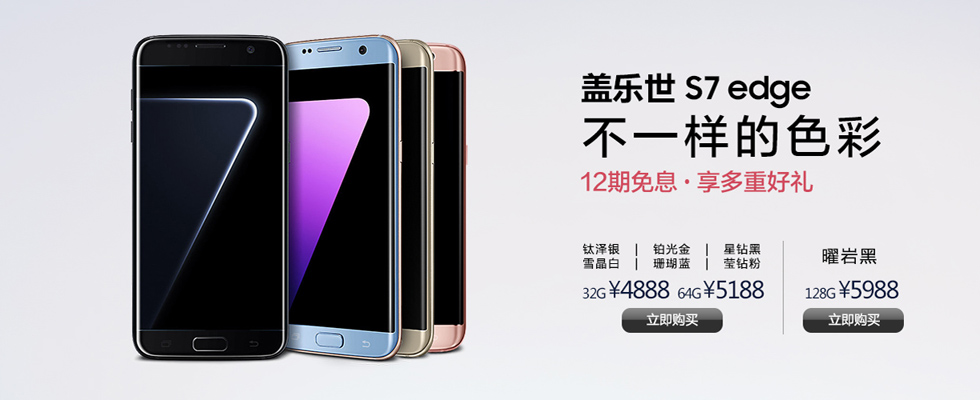 盖乐世 S7 edge
不一样的色彩
12期免息·享多重好礼
钛泽银 | 铂光金 | 星钻黑
雪晶白 | 珊瑚蓝 | 莹钻粉
32G ¥4888 64G ¥5188
立即购买
曜岩黑
128G ¥5988
立即购买